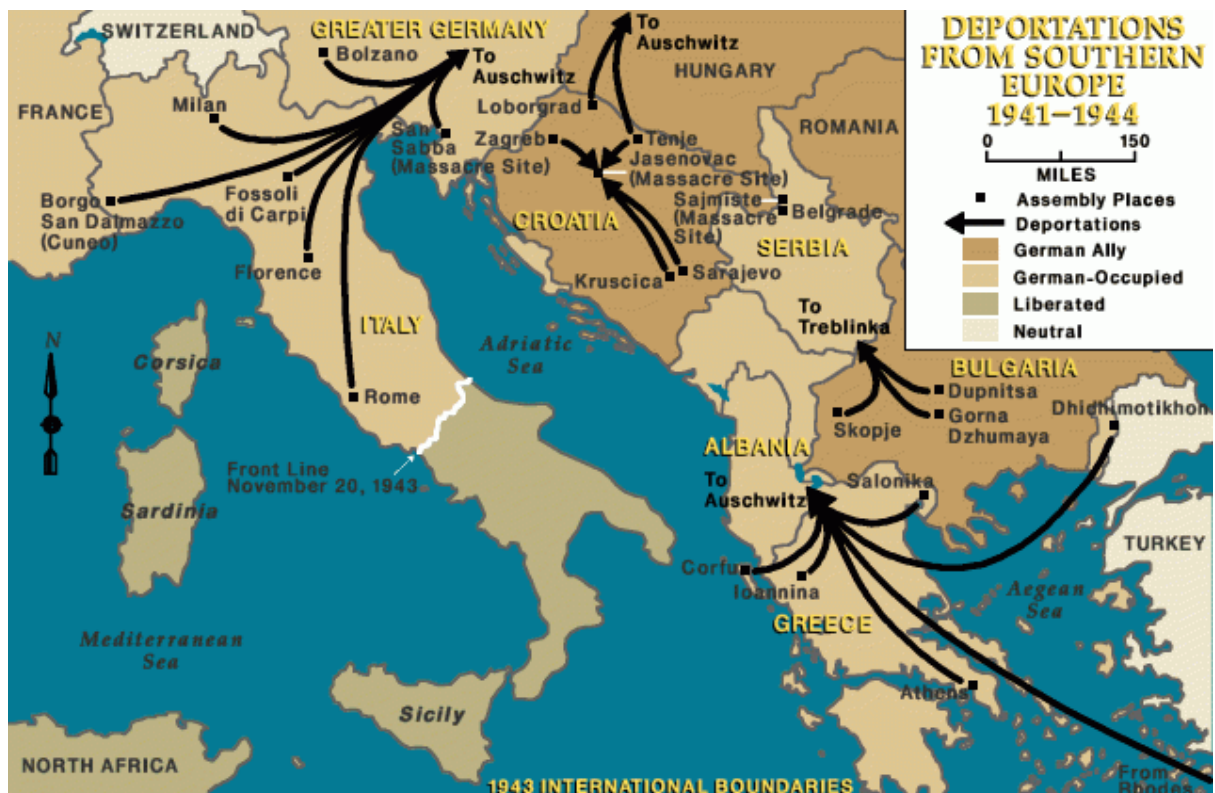 DEPORTATIONS
FROM SOUTHERN
EUROPE
1941–1944
0 150
MILES
Assembly Places
Deportations
German Ally
German-Occupied
Liberated
Neutral
SWITZERLAND
GREATER GERMANY
Bolzano
To
Auschwitz
To
Auschwitz
HUNGARY
FRANCE
Milan
Loborgrad
ROMANIA
San
Sabba
(Massacre Site)
Zagreb
Tenje
Jasenovac
(Massacre Site)
Borgo
San Dalmazzo
(Cuneo)
Fossoli
di Carpi
Sajmiste
(Massacre
Site)
Belgrade
CROATIA
SERBIA
Florence
Kruscica
Sarajevo
To
Treblinka
ITALY
N
Corsica
Adriatic
Sea
BULGARIA
Dupnitsa
Rome
Skopje
Gorna
Dzhumaya
Dhidhimotikhon
ALBANIA
Front Line
November 20, 1943
To
Auschwitz
Salonika
Sardinia
TURKEY
Corfu
Ioannina
Aegean
Sea
GREECE
Mediterranean
Sea
Athens
Sicily
NORTH AFRICA
1943 INTERNATIONAL BOUNDARIES
From
Rhodes